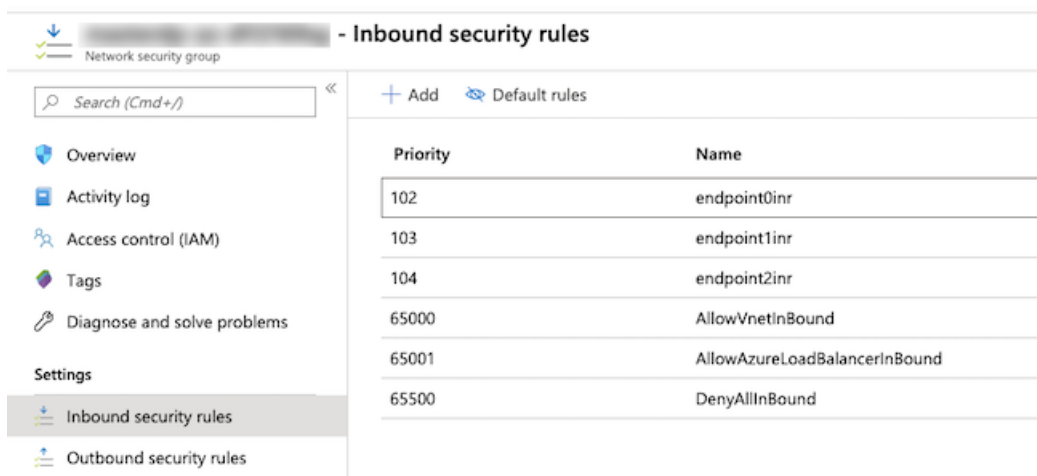 - Inbound security rules
Network security group
Search (Cmd+/)
«
Overview
Activity log
Access control (IAM)
Tags
Diagnose and solve problems
Settings
Inbound security rules
Outbound security rules
+ Add Default rules
Priority Name
102 endpoint0inr
103 endpoint1inr
104 endpoint2inr
65000 AllowVnetInBound
65001 AllowAzureLoadBalancerInBound
65500 DenyAllInBound